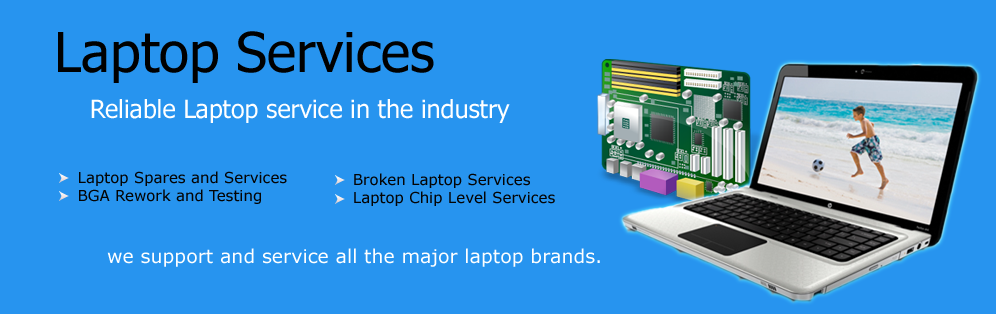 Laptop Services
Reliable Laptop service in the industry
Laptop Spares and Services
BGA Rework and Testing
Broken Laptop Services
Laptop Chip Level Services
we support and service all the major laptop brands.